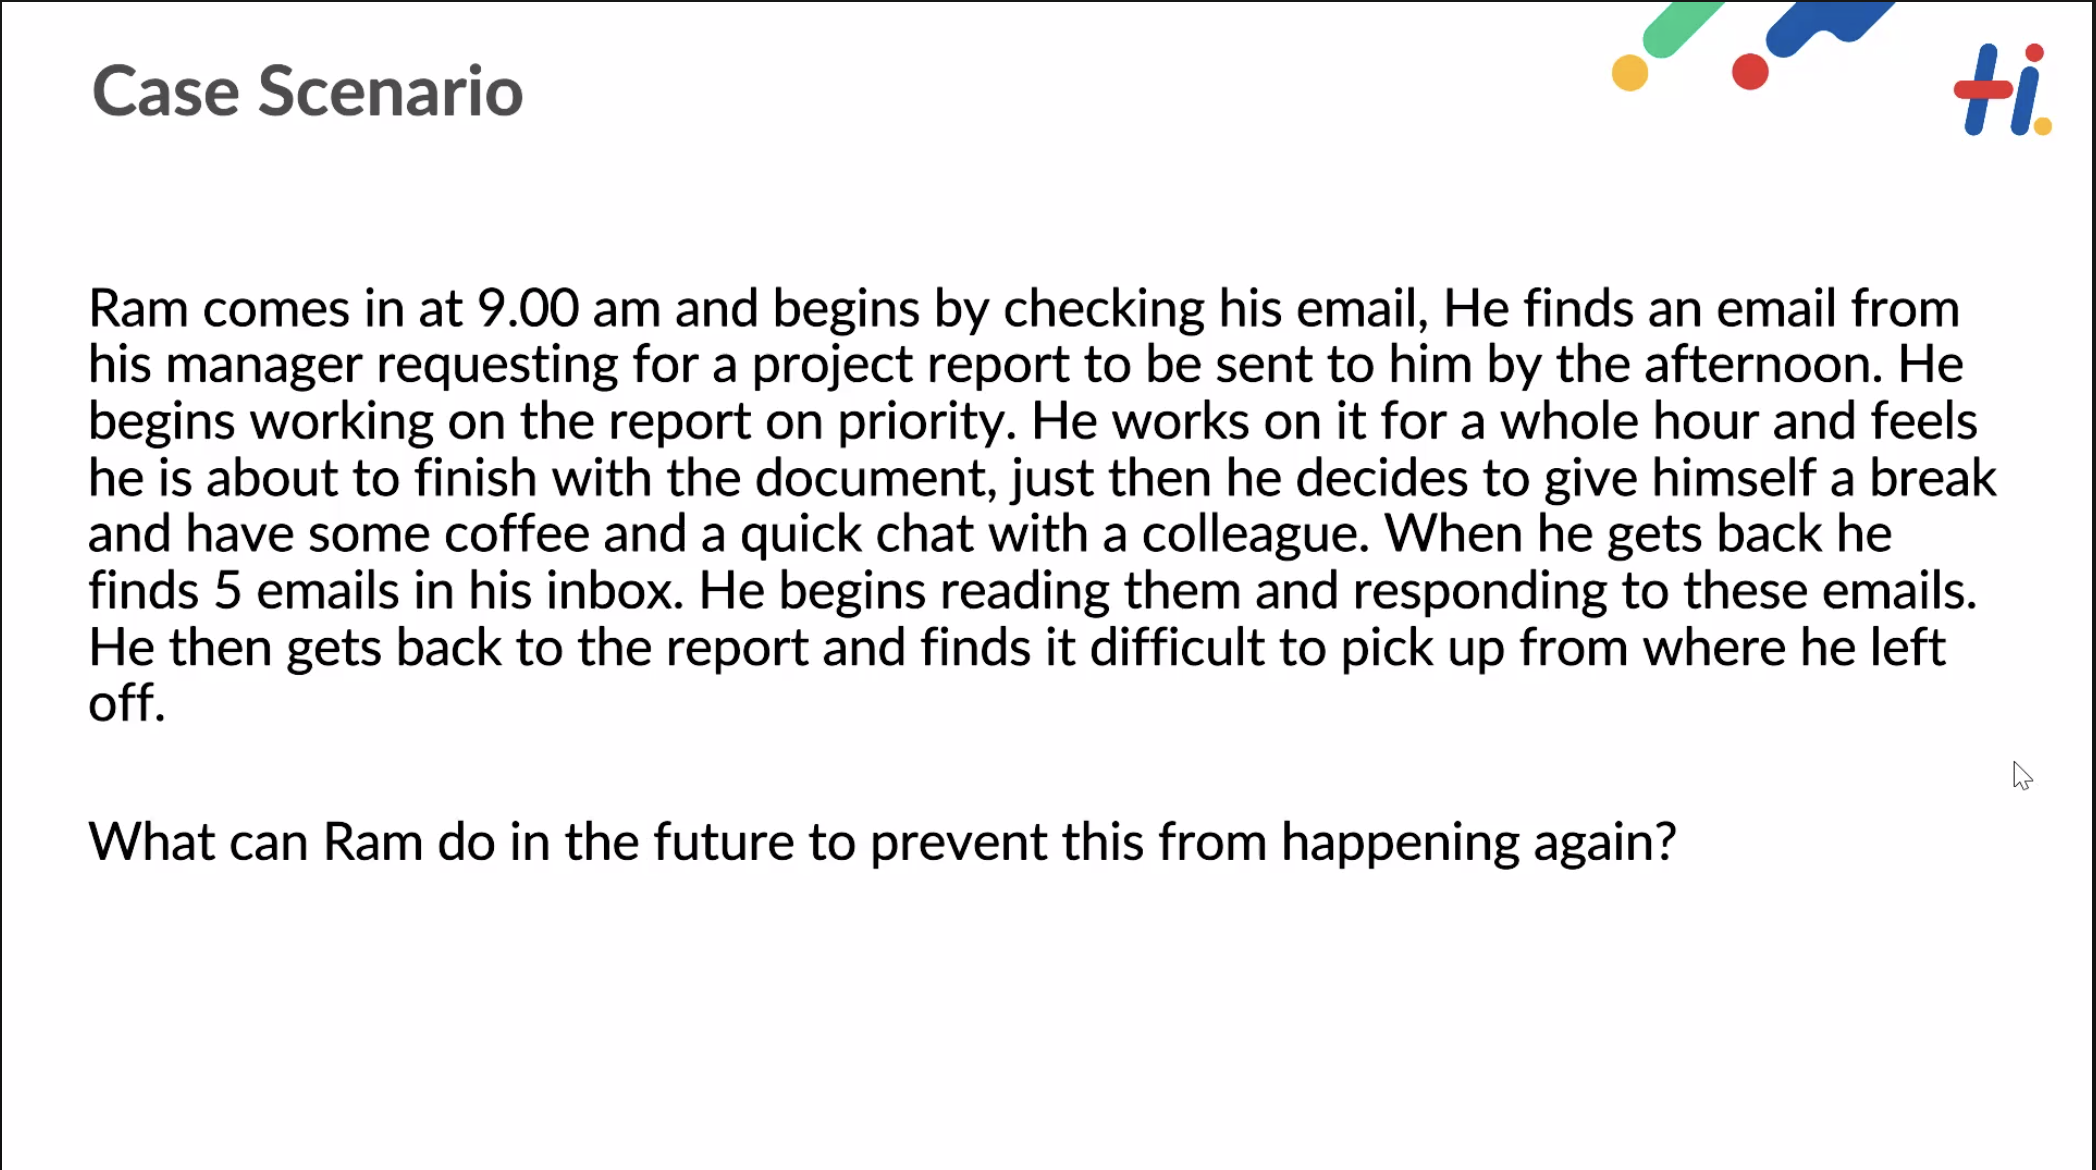 Case Scenario
Hi.
Ram comes in at 9.00 am and begins by checking his email, He finds an email from
his manager requesting for a project report to be sent to him by the afternoon. He
begins working on the report on priority. He works on it for a whole hour and feels
he is about to finish with the document, just then he decides to give himself a break
and have some coffee and a quick chat with a colleague. When he gets back he
finds 5 emails in his inbox. He begins reading them and responding to these emails.
He then gets back to the report and finds it difficult to pick up from where he left
off.
What can Ram do in the future to prevent this from happening again?